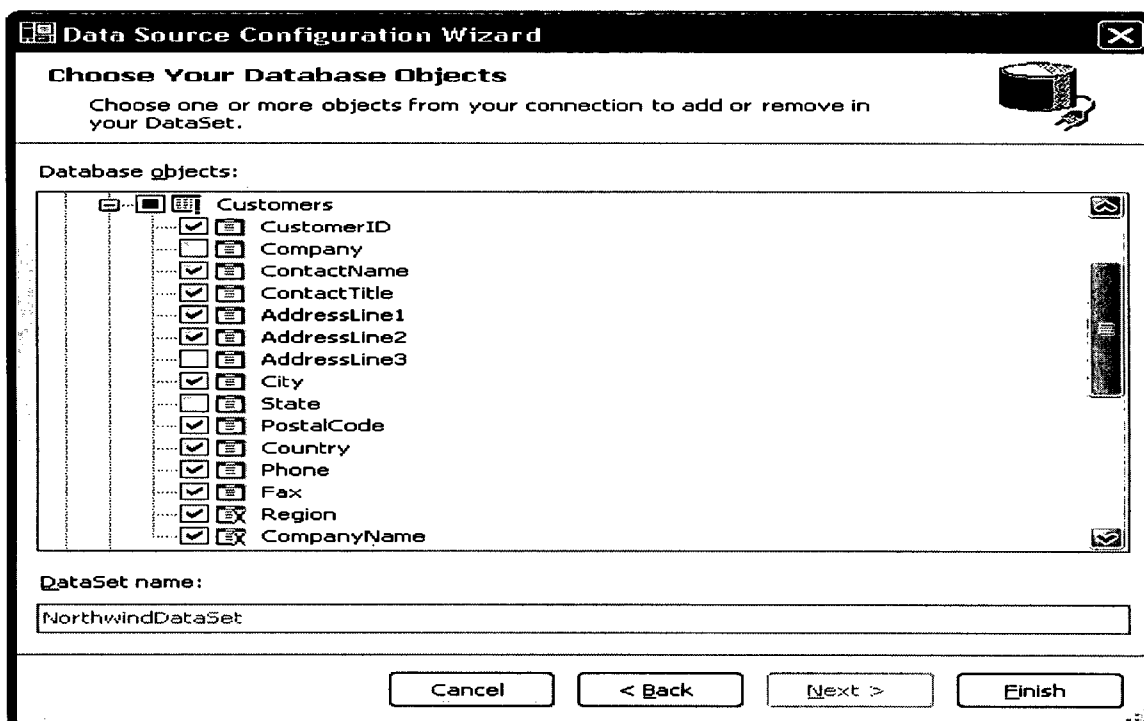 Data Source Configuration Wizard
Choose Your Database Objects
Choose one or more objects from your connection to add or remove in
your DataSet.
Database objects:
Customers
CustomerID
Company
ContactName
ContactTitle
AddressLine1
AddressLine2
AddressLine3
City
State
PostalCode
Country
Phone
Fax
Region
CompanyName
DataSet name:
NorthwindDataSet
Cancel
< Back
Next >
Finish